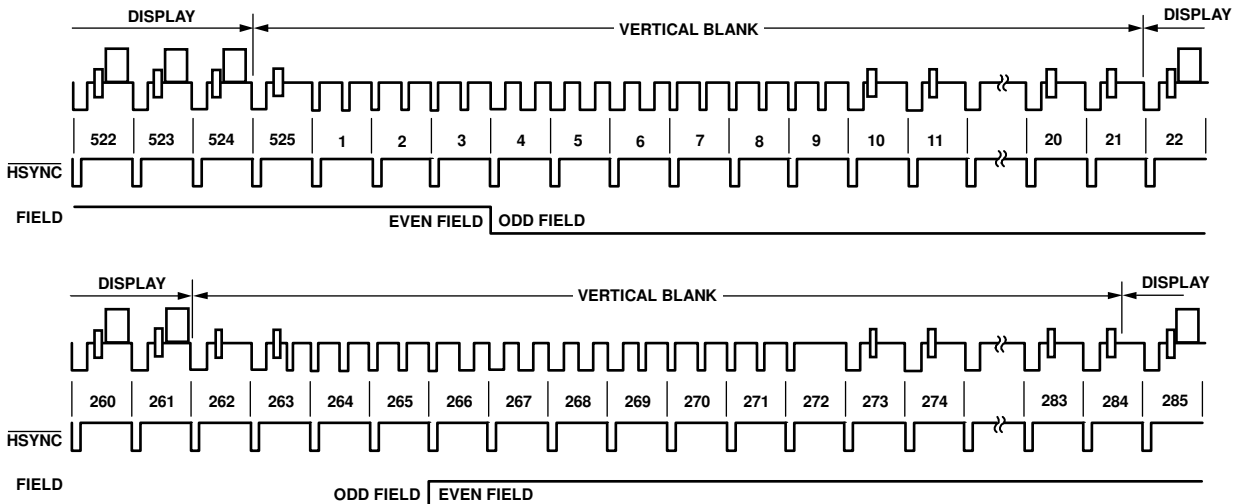 DISPLAY VERTICAL BLANK DISPLAY
522 523 524 525 1 2 3 4 5 6 7 8 9 10 11 20 21 22
HSYNC
FIELD EVEN FIELD ODD FIELD
DISPLAY VERTICAL BLANK DISPLAY
260 261 262 263 264 265 266 267 268 269 270 271 272 273 274 283 284 285
HSYNC
FIELD ODD FIELD EVEN FIELD